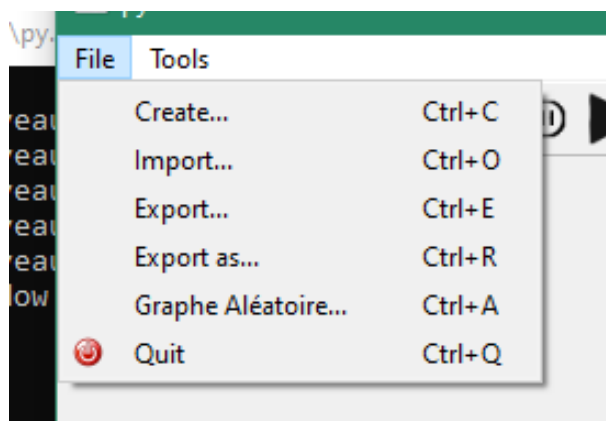 \py.
File Tools
Create... Ctrl+C
Import... Ctrl+O
Export... Ctrl+E
Export as... Ctrl+R
Graphe Aléatoire... Ctrl+A
Quit Ctrl+Q